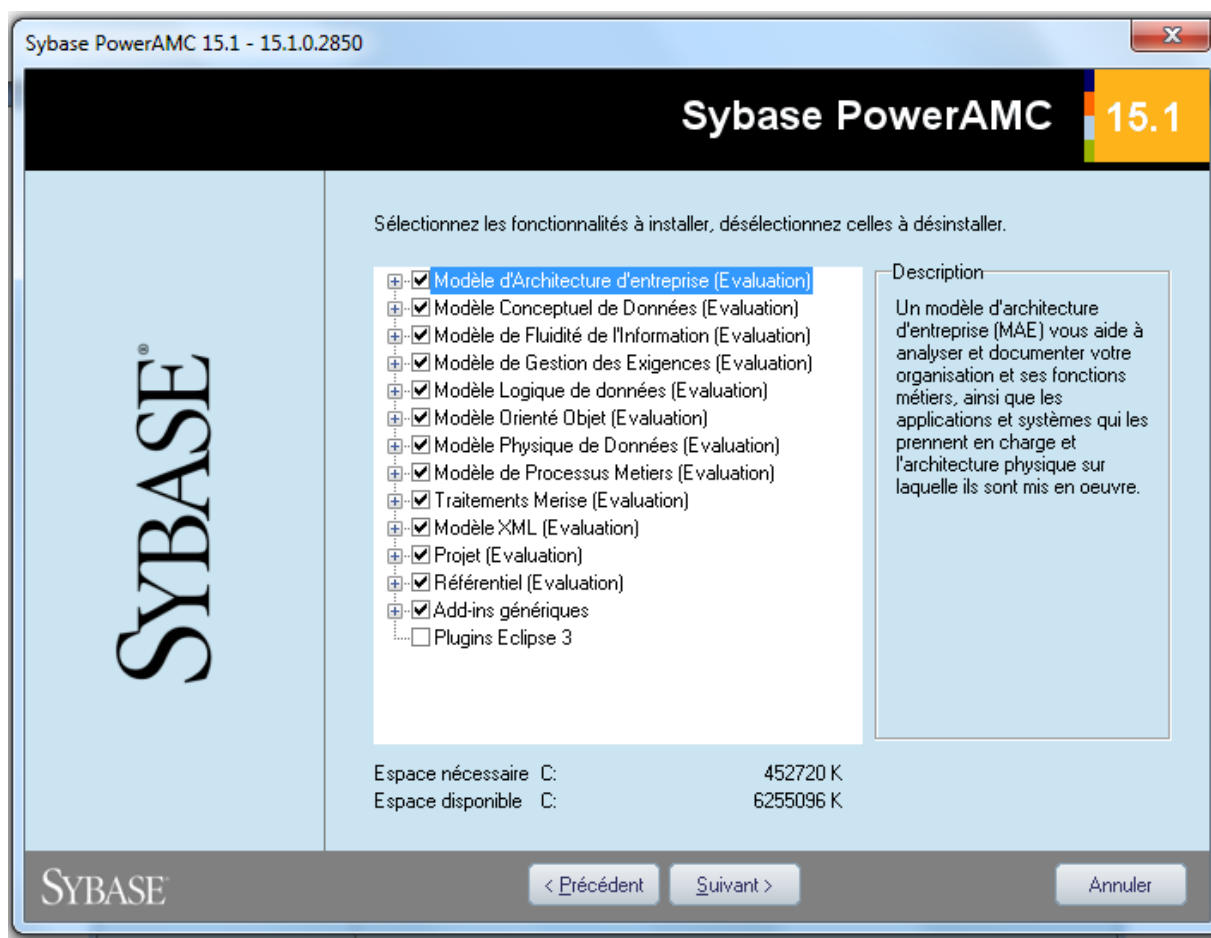 Sybase PowerAMC 15.1 - 15.1.0.2850
Sybase PowerAMC 15.1
SYBASE®
Sélectionnez les fonctionnalités à installer, désélectionnez celles à désinstaller.
Modèle d'Architecture d'entreprise (Evaluation)
Modèle Conceptuel de Données (Evaluation)
Modèle de Fluidité de l'Information (Evaluation)
Modèle de Gestion des Exigences (Evaluation)
Modèle Logique de données (Evaluation)
Modèle Orienté Objet (Evaluation)
Modèle Physique de Données (Evaluation)
Modèle de Processus Metiers (Evaluation)
Traitements Merise (Evaluation)
Modèle XML (Evaluation)
Projet (Evaluation)
Référentiel (Evaluation)
Add-ins génériques
Plugins Eclipse 3
Description
Un modèle d'architecture
d'entreprise (MAE) vous aide à
analyser et documenter votre
organisation et ses fonctions
métiers, ainsi que les
applications et systèmes qui les
prennent en charge et
l'architecture physique sur
laquelle ils sont mis en oeuvre.
Espace nécessaire C: 452720 K
Espace disponible C: 6255096 K
SYBASE
< Précédent
Suivant >
Annuler